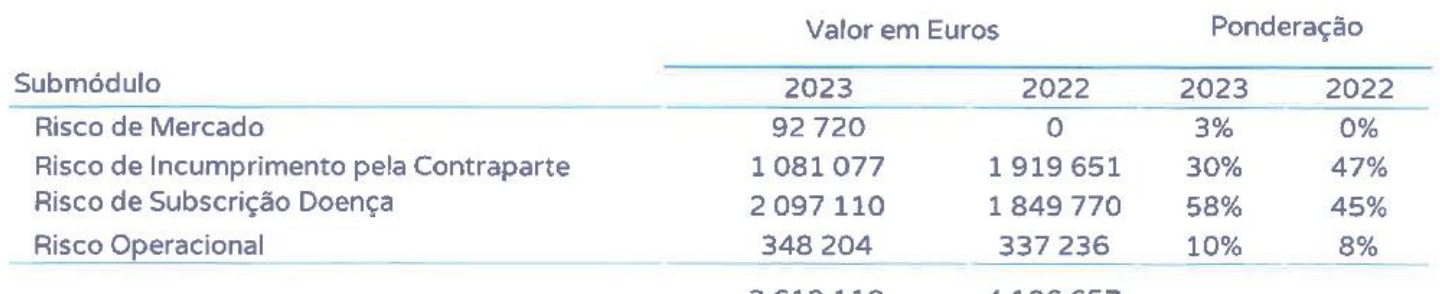 Valor em Euros Ponderação
Submódulo 2023 2022 2023 2022
Risco de Mercado 92 720 0 3% 0%
Risco de Incumprimento pela Contraparte 1 081 077 1 919 651 30% 47%
Risco de Subscrição Doença 2 097 110 1 849 770 58% 45%
Risco Operacional 348 204 337 236 10% 8%